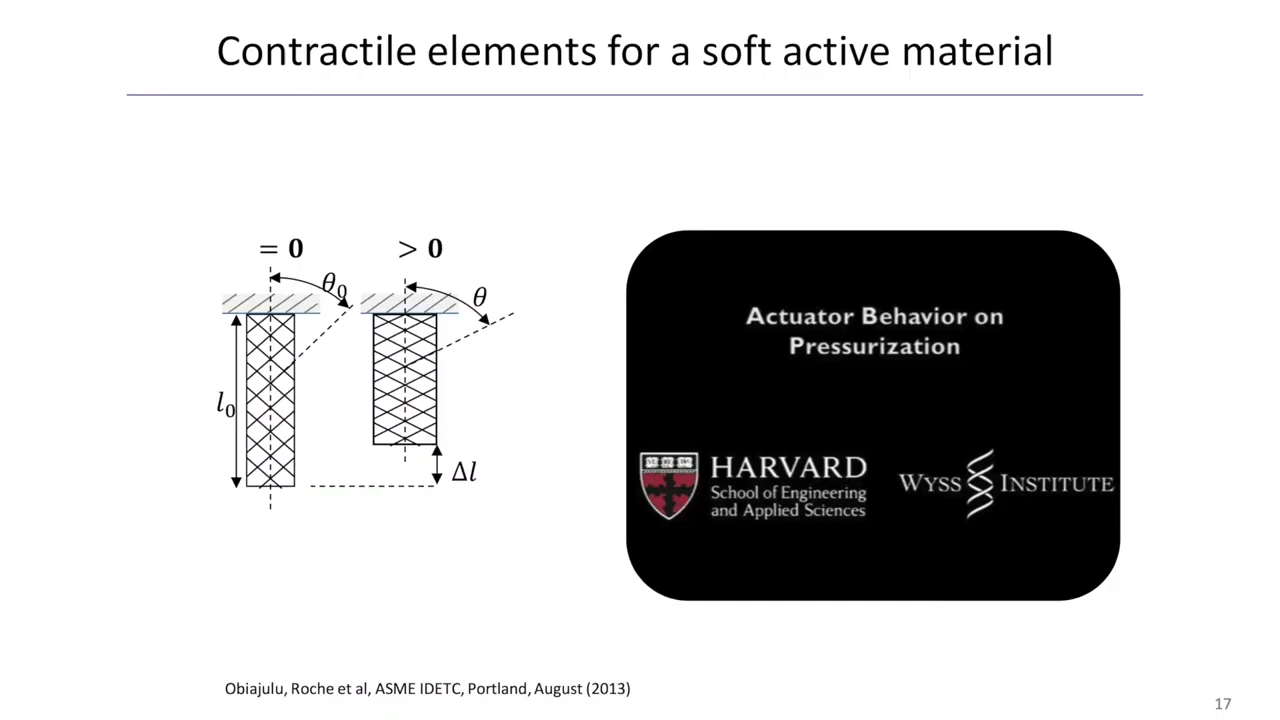 Contractile elements for a soft active material
= 0
> 0
θ0
θ
l0
Δl
Actuator Behavior on
Pressurization
HARVARD
School of Engineering
and Applied Sciences
WYSS INSTITUTE
Obiajulu, Roche et al, ASME IDETC, Portland, August (2013)
17